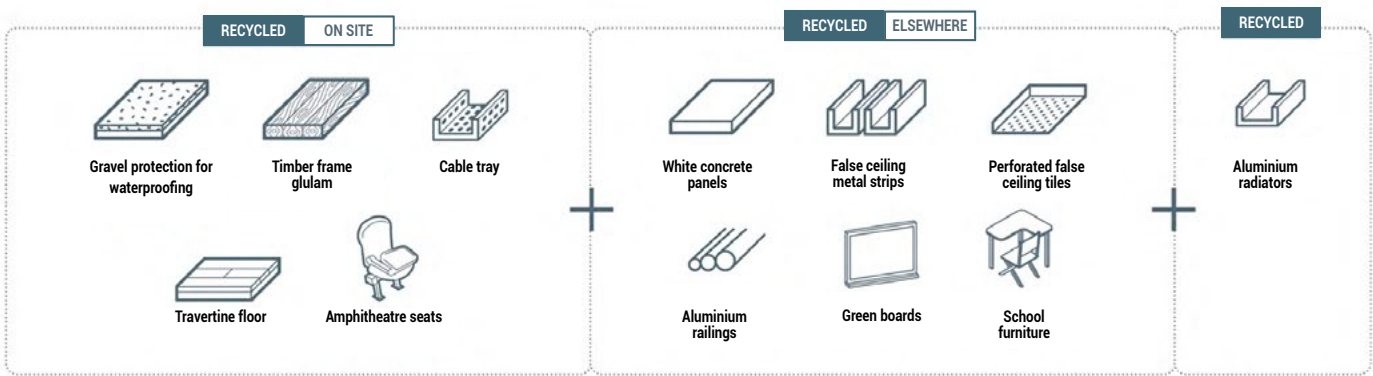 RECYCLED ON SITE
Gravel protection for
waterproofing
Timber frame
glulam
Cable tray
Travertine floor
Amphitheatre seats
RECYCLED ELSEWHERE
White concrete
panels
False ceiling
metal strips
Perforated false
ceiling tiles
Aluminium
railings
Green boards
School
furniture
RECYCLED
Aluminium
radiators